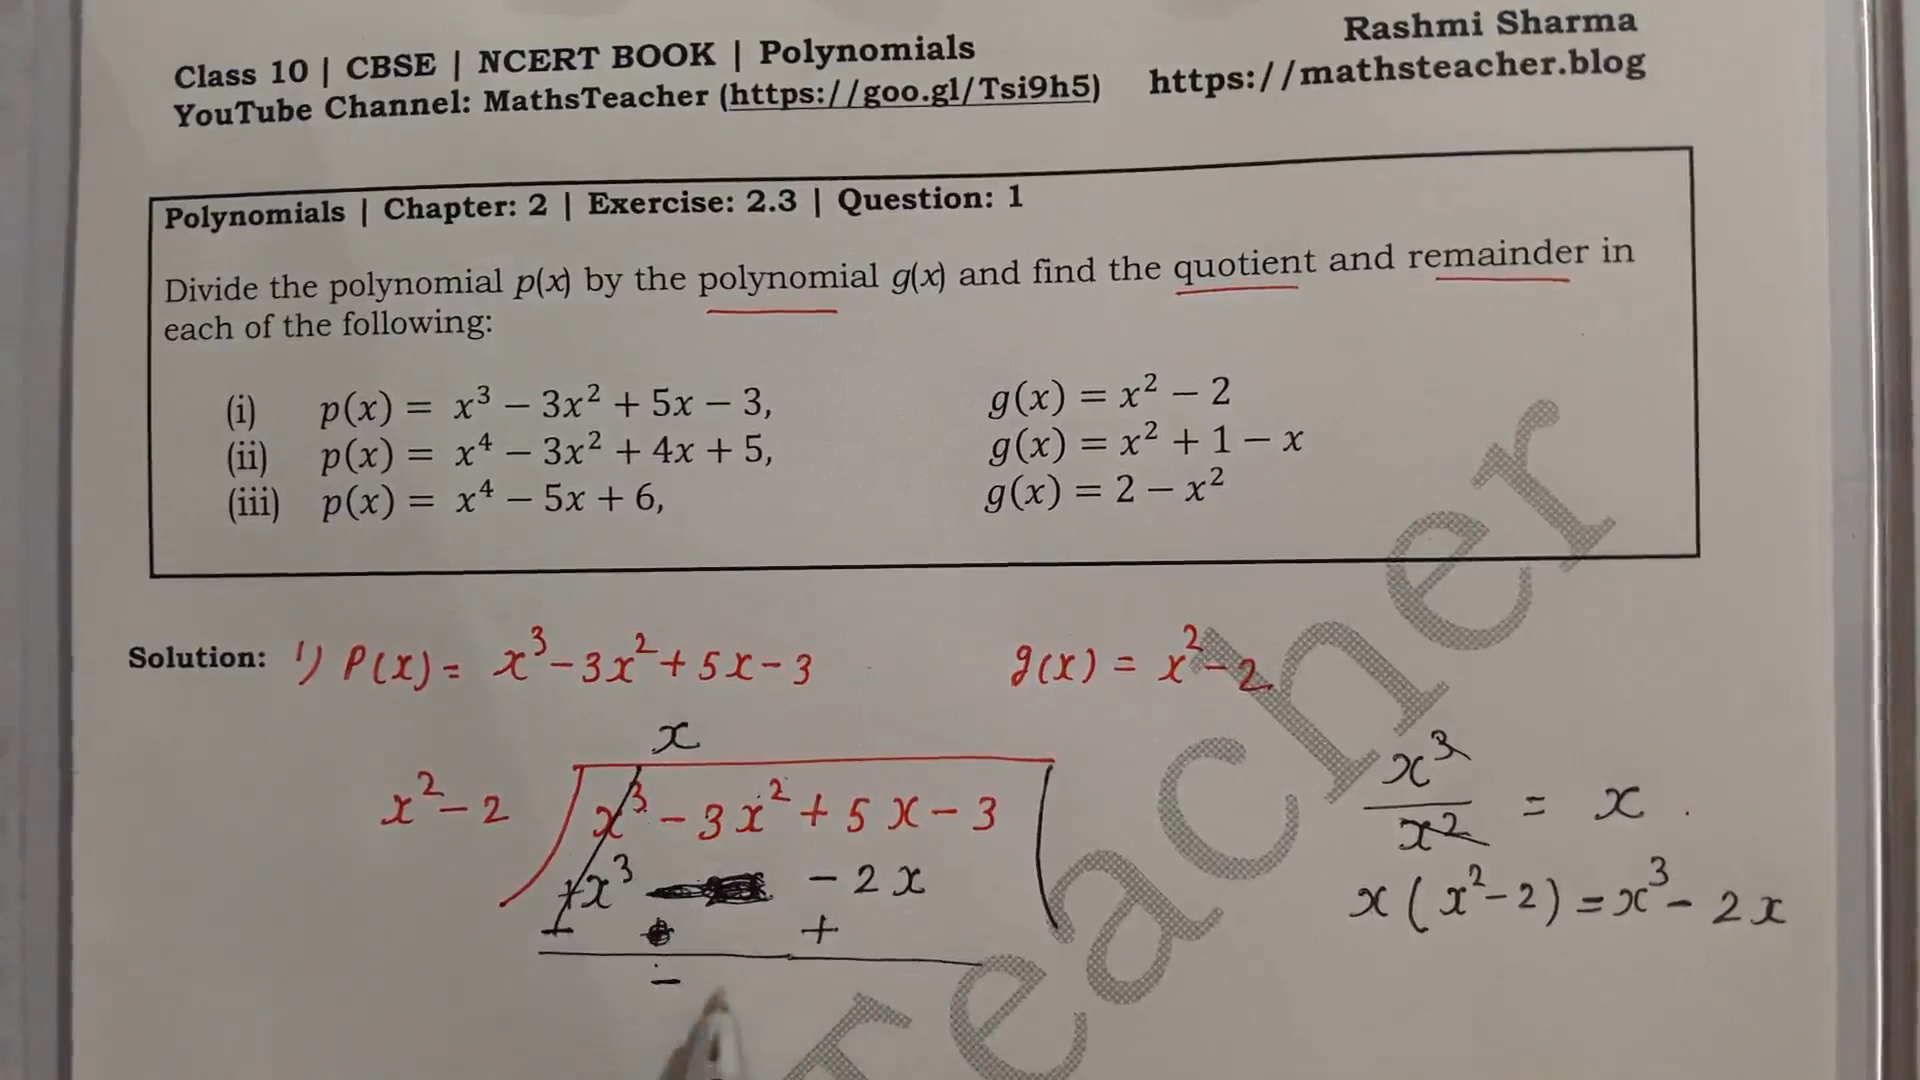 Class 10 | CBSE | NCERT BOOK | Polynomials
Rashmi Sharma
YouTube Channel: MathsTeacher (https://goo.gl/Tsi9h5)
https://mathsteacher.blog
Polynomials | Chapter: 2 | Exercise: 2.3 | Question: 1
Divide the polynomial p(x) by the polynomial g(x) and find the quotient and remainder in
each of the following:
(i) p(x) = x³ − 3x² + 5x − 3, g(x) = x² − 2
(ii) p(x) = x⁴ − 3x² + 4x + 5, g(x) = x² + 1 − x
(iii) p(x) = x⁴ − 5x + 6, g(x) = 2 − x²
Solution: 1) P(x) = x³ − 3x² + 5x − 3 g(x) = x² − 2
x
x² − 2 x³ − 3x² + 5x − 3
+x³ − 2x
− +
−
x³/x² = x
x(x² − 2) = x³ − 2x
Teacher